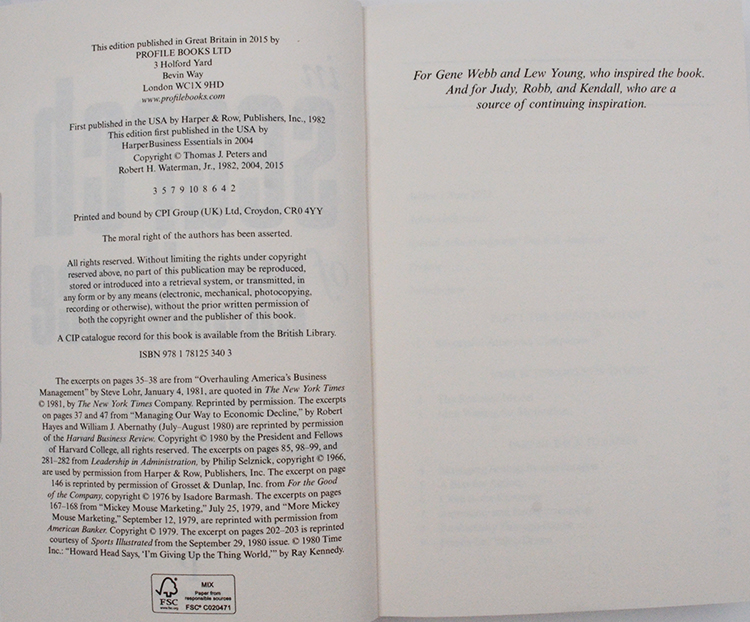 This edition published in Great Britain in 2015 by
PROFILE BOOKS LTD
3 Holford Yard
Bevin Way
London WC1X 9HD
www.profilebooks.com
First published in the USA by Harper & Row, Publishers, Inc., 1982
This edition first published in the USA by
HarperBusiness Essentials in 2004
Copyright © Thomas J. Peters and
Robert H. Waterman, Jr., 1982, 2004, 2015
3 5 7 9 10 8 6 4 2
Printed and bound by CPI Group (UK) Ltd, Croydon, CR0 4YY
The moral right of the authors has been asserted.
All rights reserved. Without limiting the rights under copyright
reserved above, no part of this publication may be reproduced,
stored or introduced into a retrieval system, or transmitted, in
any form or by any means (electronic, mechanical, photocopying,
recording or otherwise), without the prior written permission of
both the copyright owner and the publisher of this book.
A CIP catalogue record for this book is available from the British Library.
ISBN 978 1 78125 340 3
The excerpts on pages 35–38 are from “Overhauling America's Business
Management” by Steve Lohr, January 4, 1981, are quoted in The New York Times
© 1981, by The New York Times Company. Reprinted by permission. The excerpts
on pages 37 and 47 from “Managing Our Way to Economic Decline,” by Robert
Hayes and William J. Abernathy (July–August 1980) are reprinted by permission
of the Harvard Business Review. Copyright © 1980 by the President and Fellows
of Harvard College, all rights reserved. The excerpts on pages 85, 98–99, and
281–282 from Leadership in Administration, by Philip Selznick, copyright © 1966,
are used by permission from Harper & Row, Publishers, Inc. The excerpt on page
146 is reprinted by permission of Grosset & Dunlap, Inc. from For the Good
of the Company, copyright © 1976 by Isadore Barmash. The excerpts on pages
167–168 from “Mickey Mouse Marketing,” July 25, 1979, and “More Mickey
Mouse Marketing,” September 12, 1979, are reprinted with permission from
American Banker. Copyright © 1979. The excerpt on pages 202–203 is reprinted
courtesy of Sports Illustrated from the September 29, 1980 issue. © 1980 Time
Inc.: “Howard Head Says, ‘I'm Giving Up the Thing World,’” by Ray Kennedy.
FSC
www.fsc.org
MIX
Paper from
responsible sources
FSC® C020471
For Gene Webb and Lew Young, who inspired the book.
And for Judy, Robb, and Kendall, who are a
source of continuing inspiration.